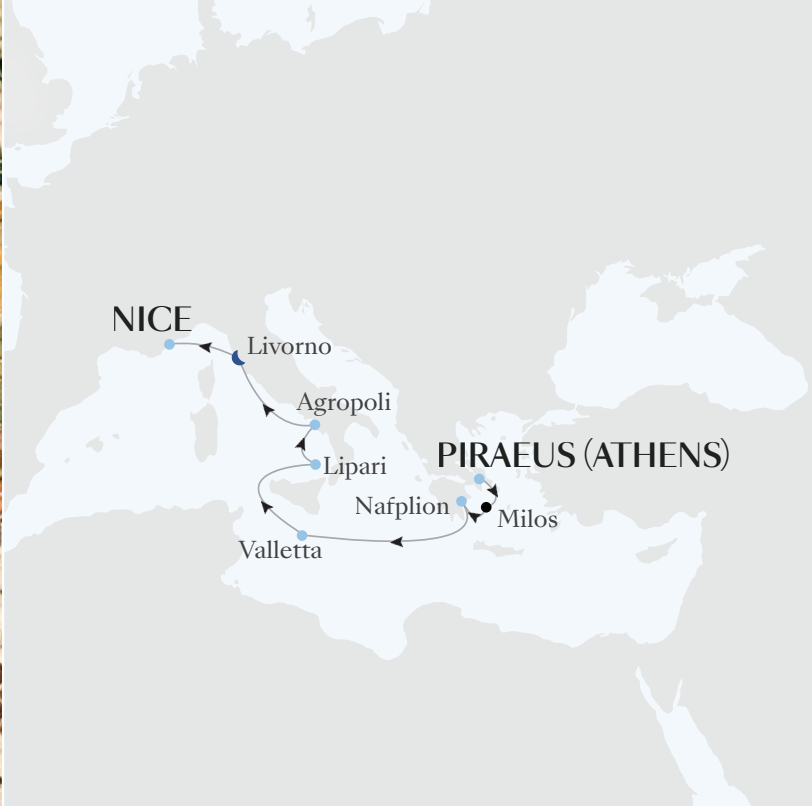 NICE
Livorno
Agropoli
PIRAEUS (ATHENS)
Lipari
Nafplion
Milos
Valletta